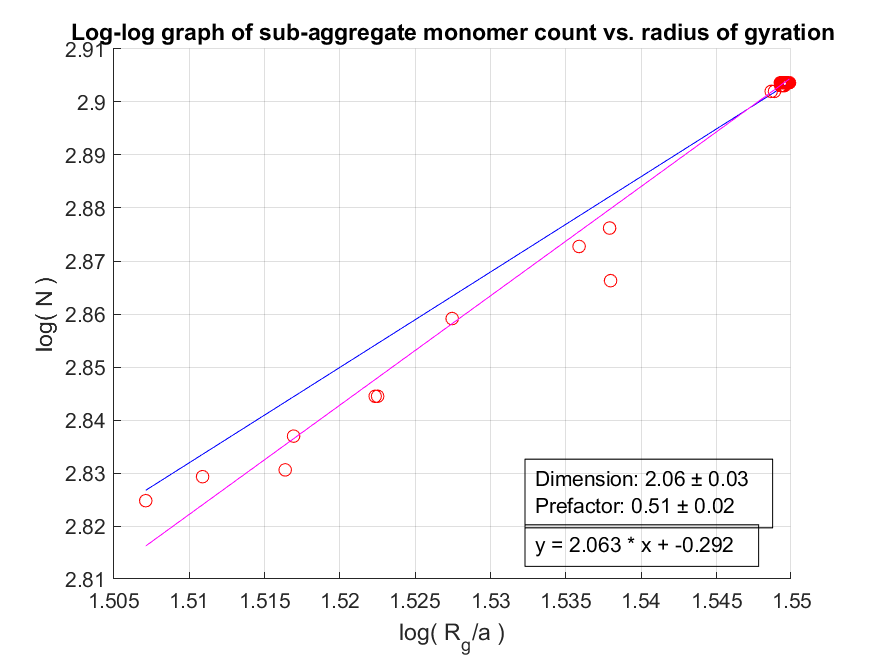 Log-log graph of sub-aggregate monomer count vs. radius of gyration
2.91
2.9
2.89
2.88
2.87
2.86
2.85
2.84
2.83
2.82
2.81
log( N )
Dimension: 2.06 ± 0.03
Prefactor: 0.51 ± 0.02
y = 2.063 * x + -0.292
1.505 1.51 1.515 1.52 1.525 1.53 1.535 1.54 1.545 1.55
log( Rg/a )